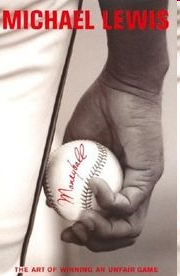 MICHAEL LEWIS
Moneyball
THE ART OF WINNING AN UNFAIR GAME